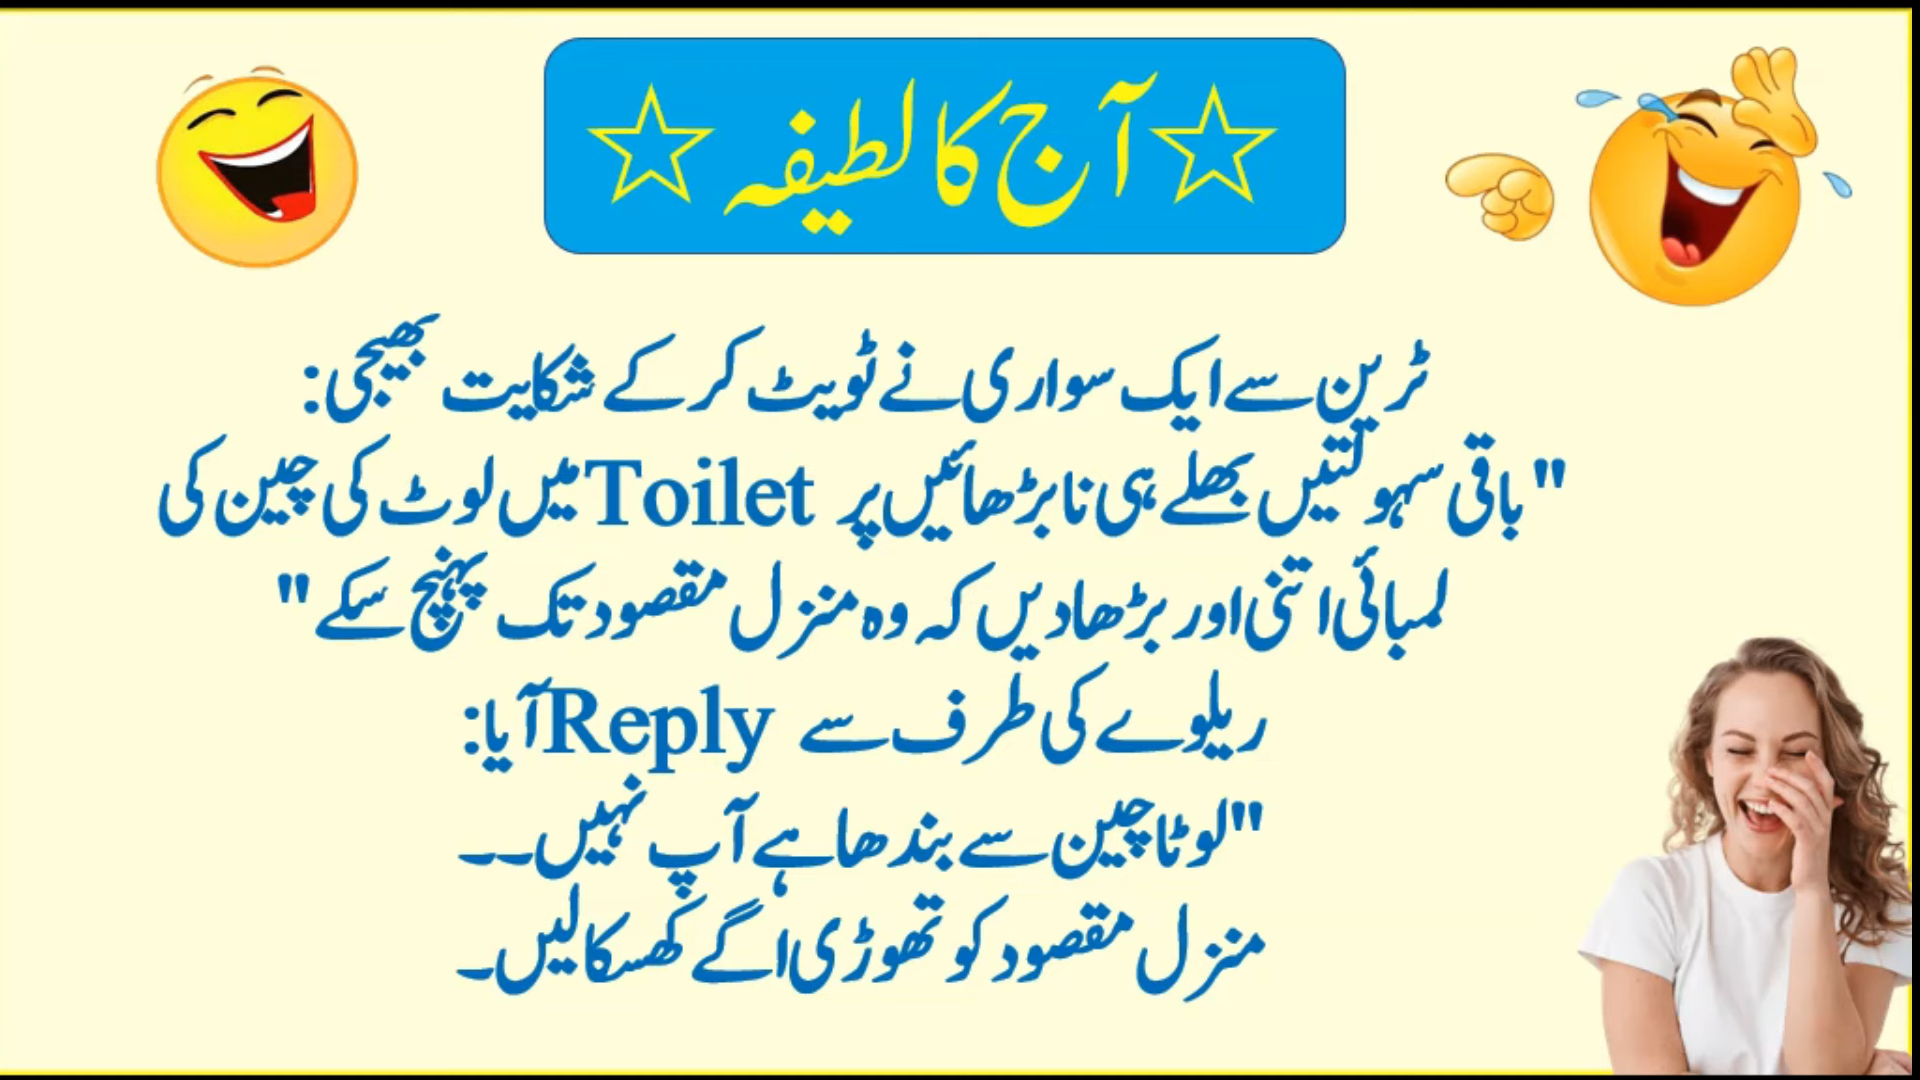 ☆آج کا لطیفہ☆
ٹرین سے ایک سواری نے ٹویٹ کر کے شکایت بھیجی:
"باقی سہولتیں بھلے ہی نا بڑھائیں پر Toilet میں لوٹ کی چین کی
لمبائی اتنی اور بڑھا دیں کہ وہ منزل مقصود تک پہنچ سکے"
ریلوے کی طرف سے Reply آیا:
"لوٹا چین سے بندھا ہے آپ نہیں۔۔
منزل مقصود کو تھوڑی اگے کھسکا لیں۔